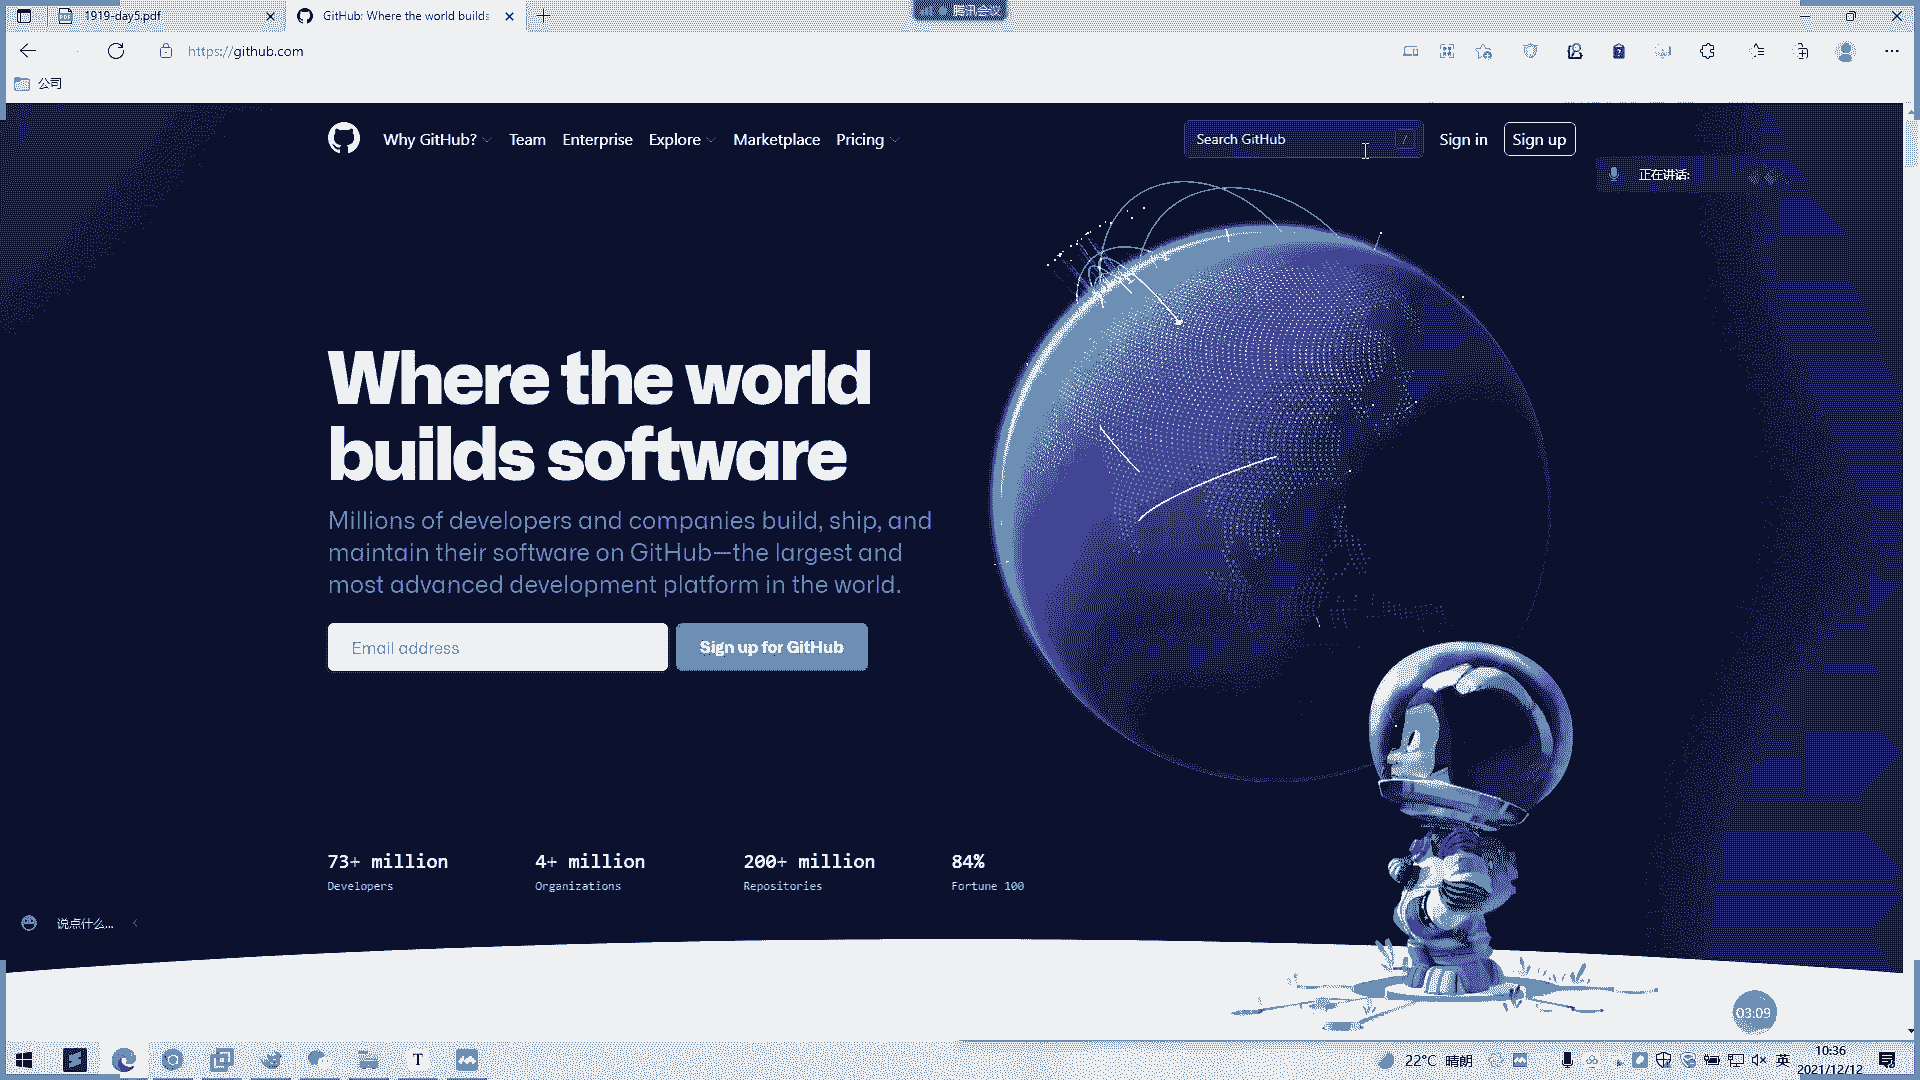 1919-day5.pdf
GitHub: Where the world builds
腾讯会议
https://github.com
公司
Why GitHub?
Team
Enterprise
Explore
Marketplace
Pricing
Search GitHub
/
Sign in
Sign up
正在讲话:
Where the world
builds software
Millions of developers and companies build, ship, and
maintain their software on GitHub—the largest and
most advanced development platform in the world.
Email address
Sign up for GitHub
73+ million
Developers
4+ million
Organizations
200+ million
Repositories
84%
Fortune 100
说点什么...
03:09
T
22°C 晴朗
英
10:36
2021/12/12